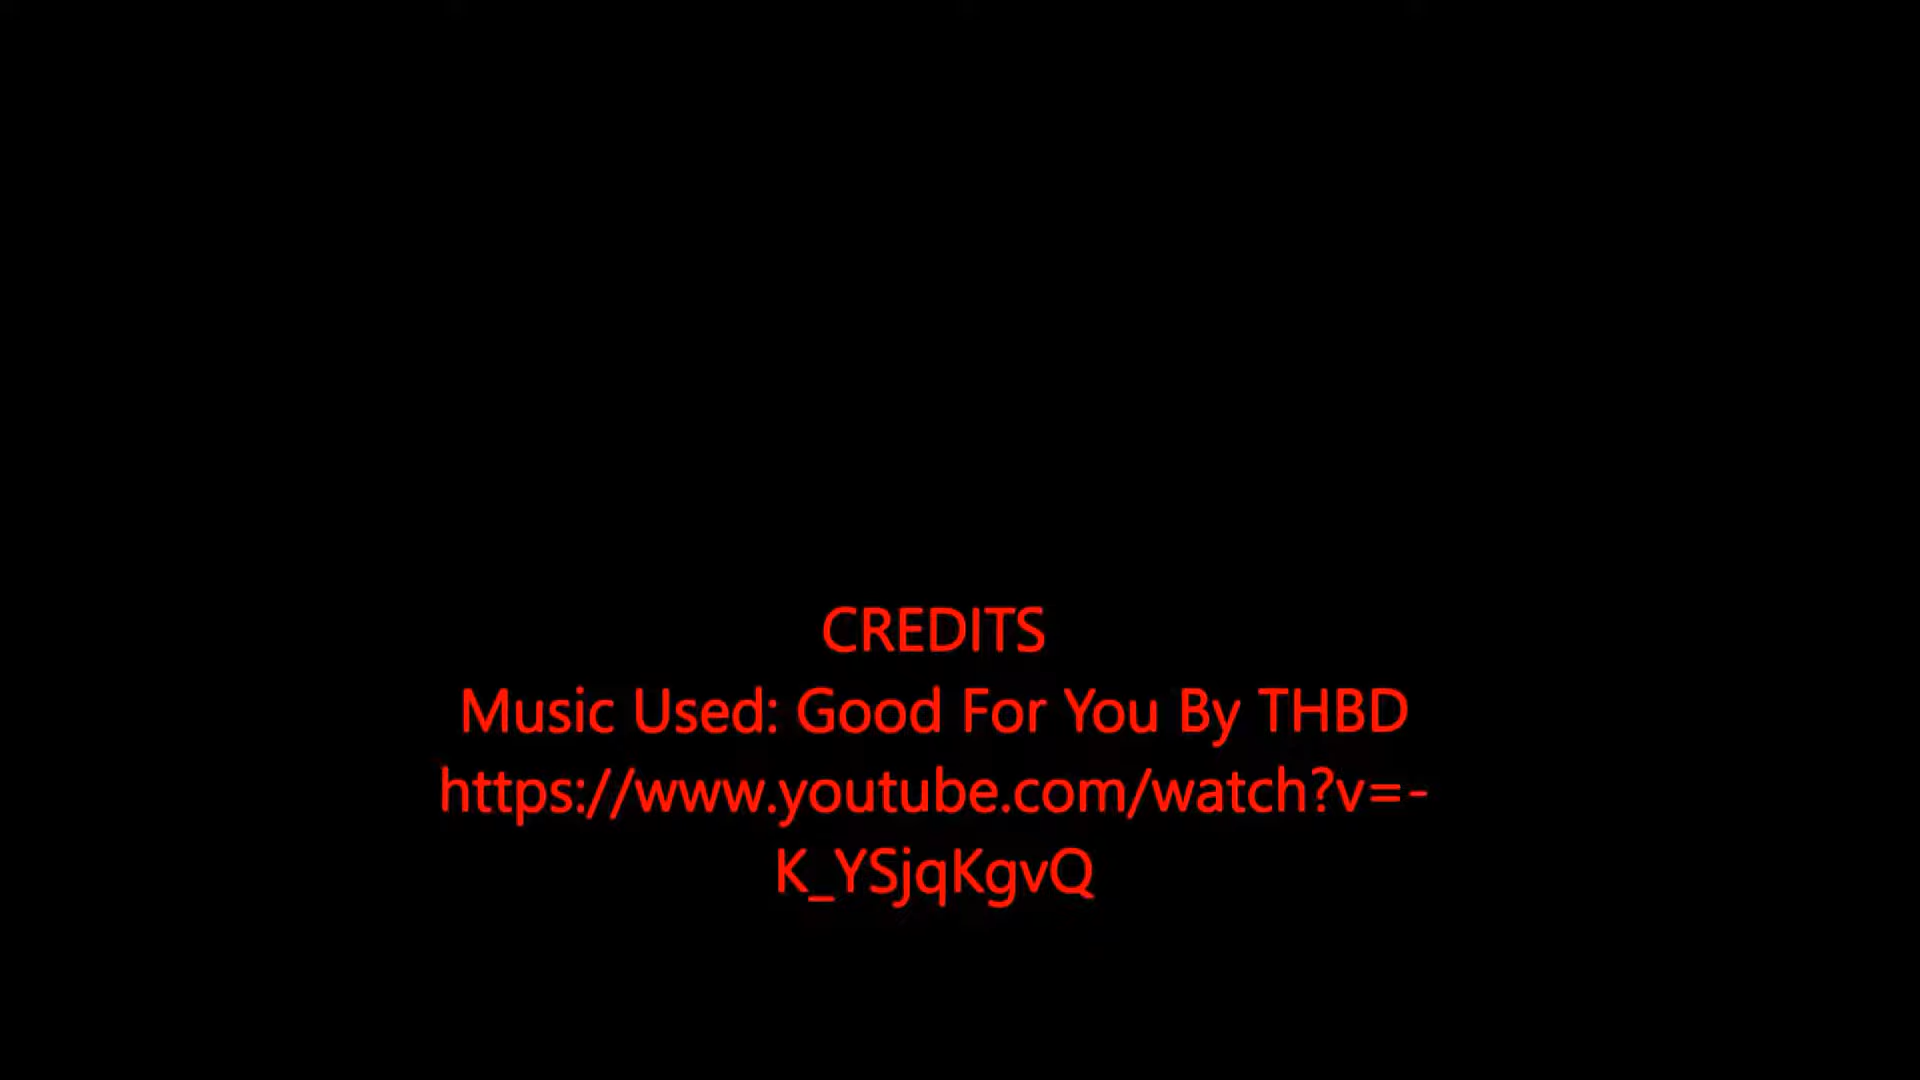 CREDITS
Music Used: Good For You By THBD
https://www.youtube.com/watch?v=-
K_YSjqKgvQ